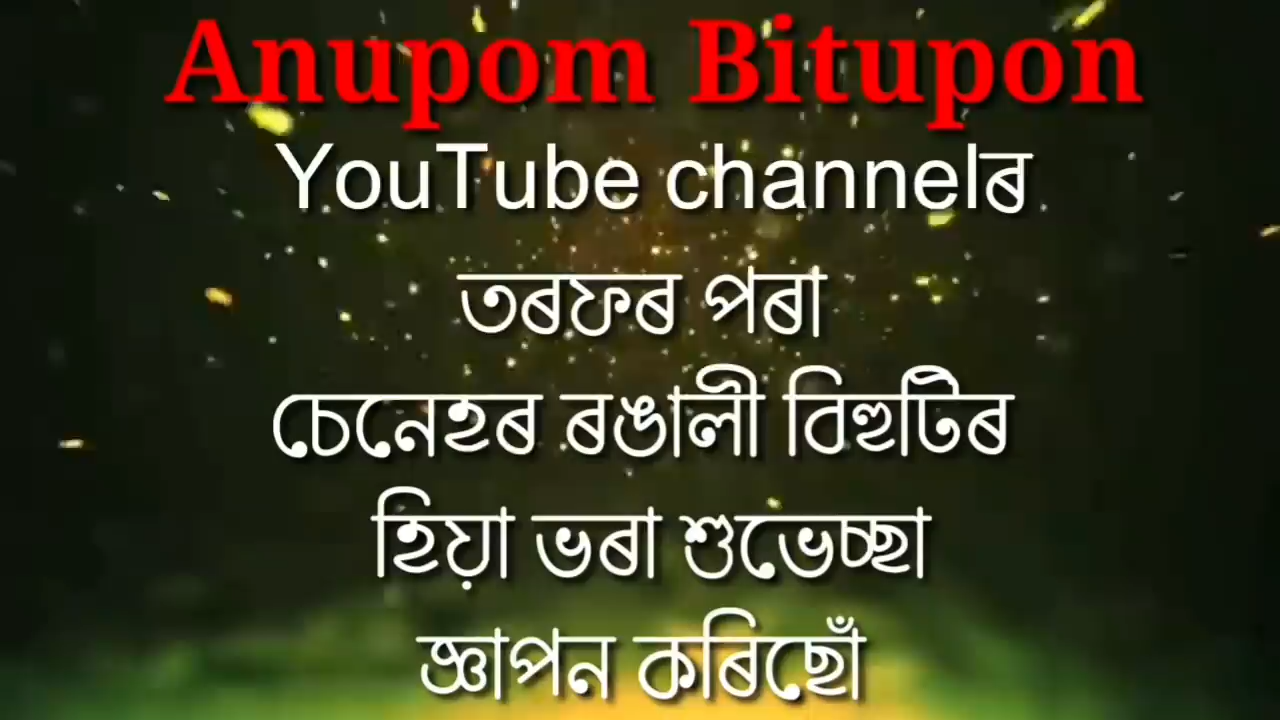 Anupom Bitupon
YouTube channelৰ
তৰফৰ পৰা
চেনেহৰ ৰঙালী বিহুটিৰ
হিয়া ভৰা শুভেচ্ছা
জ্ঞাপন কৰিছোঁ